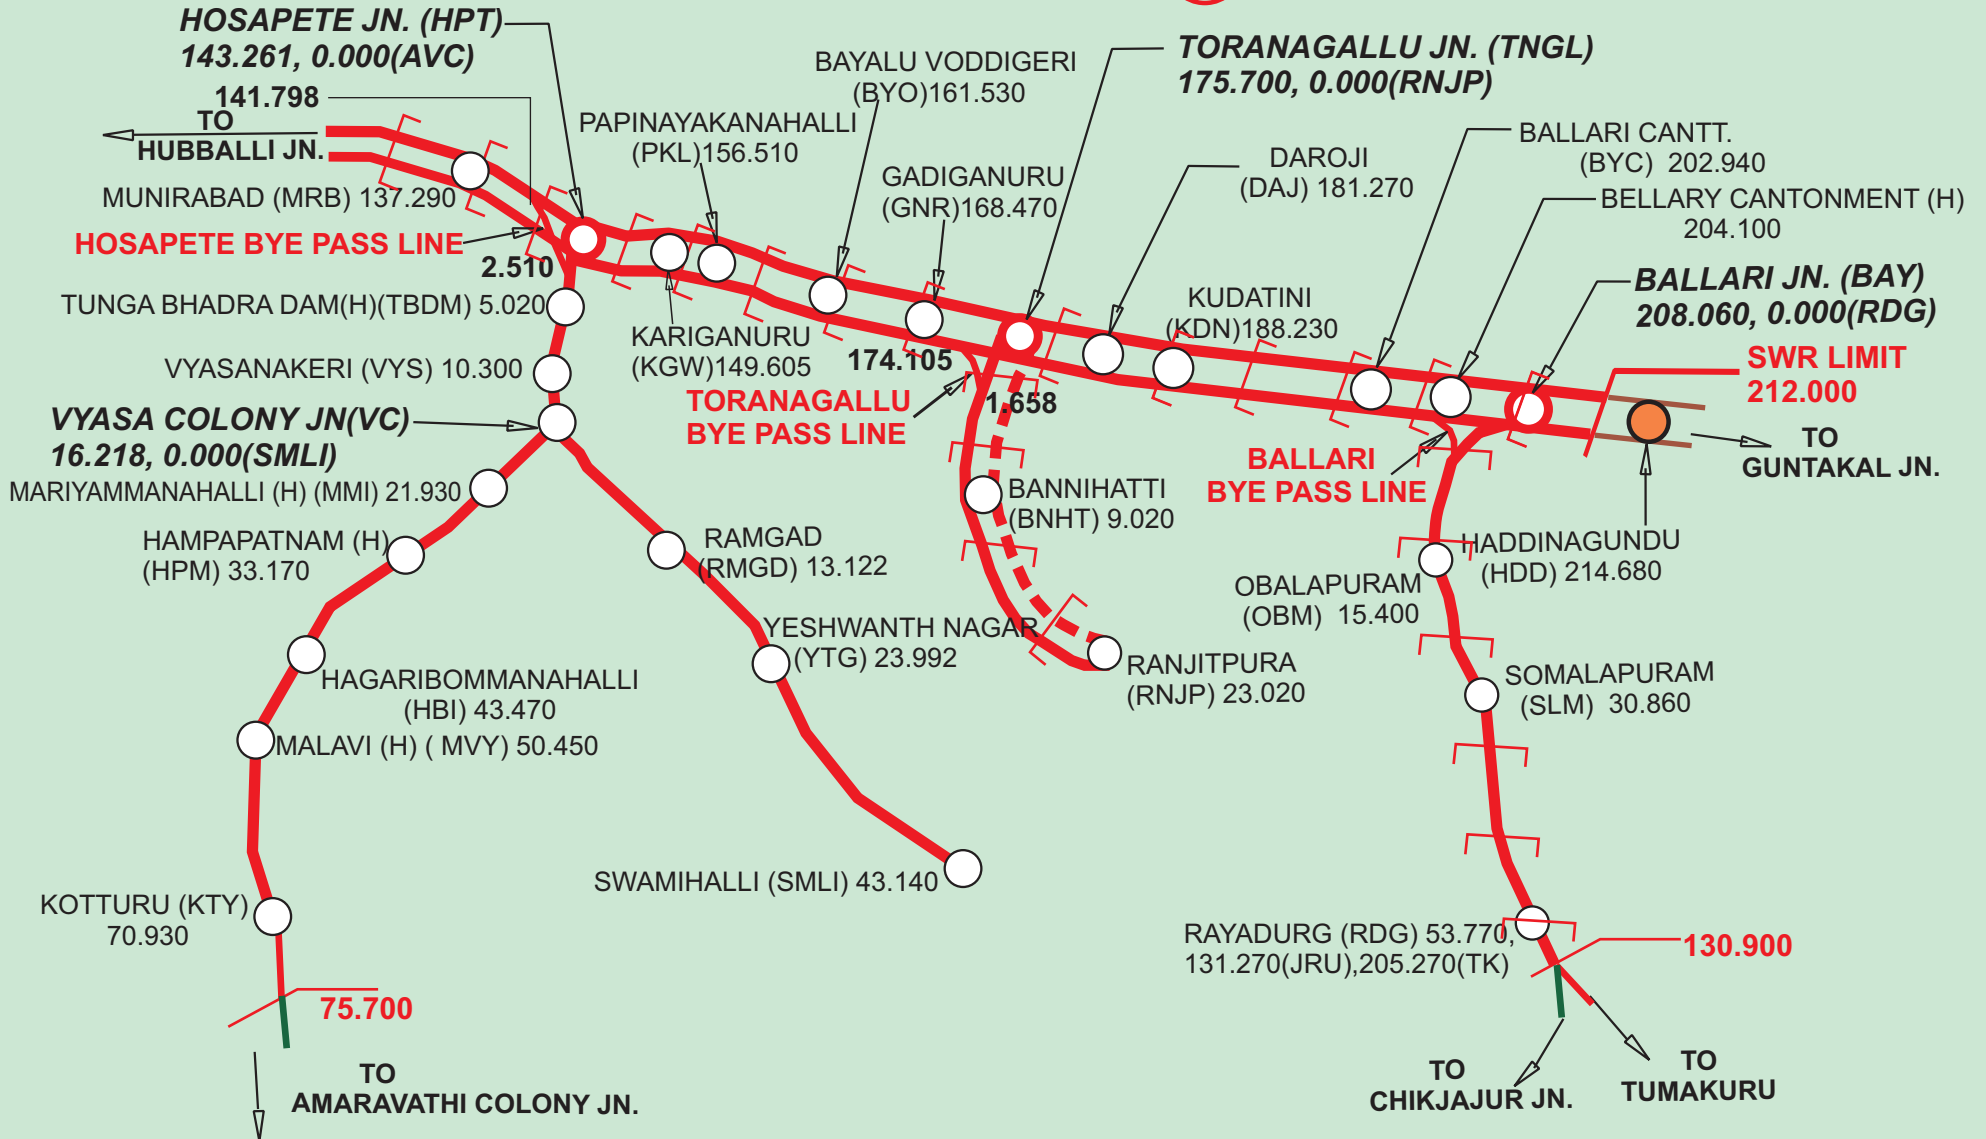 HOSAPETE JN. (HPT)
143.261, 0.000(AVC)
141.798
TO
HUBBALLI JN.
MUNIRABAD (MRB) 137.290
HOSAPETE BYE PASS LINE
2.510
TUNGA BHADRA DAM(H)(TBDM) 5.020
VYASANAKERI (VYS) 10.300
VYASA COLONY JN(VC)
16.218, 0.000(SMLI)
MARIYAMMANAHALLI (H) (MMI) 21.930
HAMPAPATNAM (H)
(HPM) 33.170
HAGARIBOMMANAHALLI
(HBI) 43.470
MALAVI (H) ( MVY) 50.450
KOTTURU (KTY)
70.930
75.700
TO
AMARAVATHI COLONY JN.
PAPINAYAKANAHALLI
(PKL)156.510
BAYALU VODDIGERI
(BYO)161.530
GADIGANURU
(GNR)168.470
KARIGANURU
(KGW)149.605
174.105
TORANAGALLU
BYE PASS LINE
1.658
RAMGAD
(RMGD) 13.122
YESHWANTH NAGAR
(YTG) 23.992
SWAMIHALLI (SMLI) 43.140
BANNIHATTI
(BNHT) 9.020
RANJITPURA
(RNJP) 23.020
TORANAGALLU JN. (TNGL)
175.700, 0.000(RNJP)
DAROJI
(DAJ) 181.270
KUDATINI
(KDN)188.230
BALLARI CANTT.
(BYC) 202.940
BELLARY CANTONMENT (H)
204.100
BALLARI JN. (BAY)
208.060, 0.000(RDG)
SWR LIMIT
212.000
TO
GUNTAKAL JN.
BALLARI
BYE PASS LINE
HADDINAGUNDU
(HDD) 214.680
OBALAPURAM
(OBM) 15.400
SOMALAPURAM
(SLM) 30.860
RAYADURG (RDG) 53.770,
131.270(JRU),205.270(TK)
130.900
TO
CHIKJAJUR JN.
TO
TUMAKURU